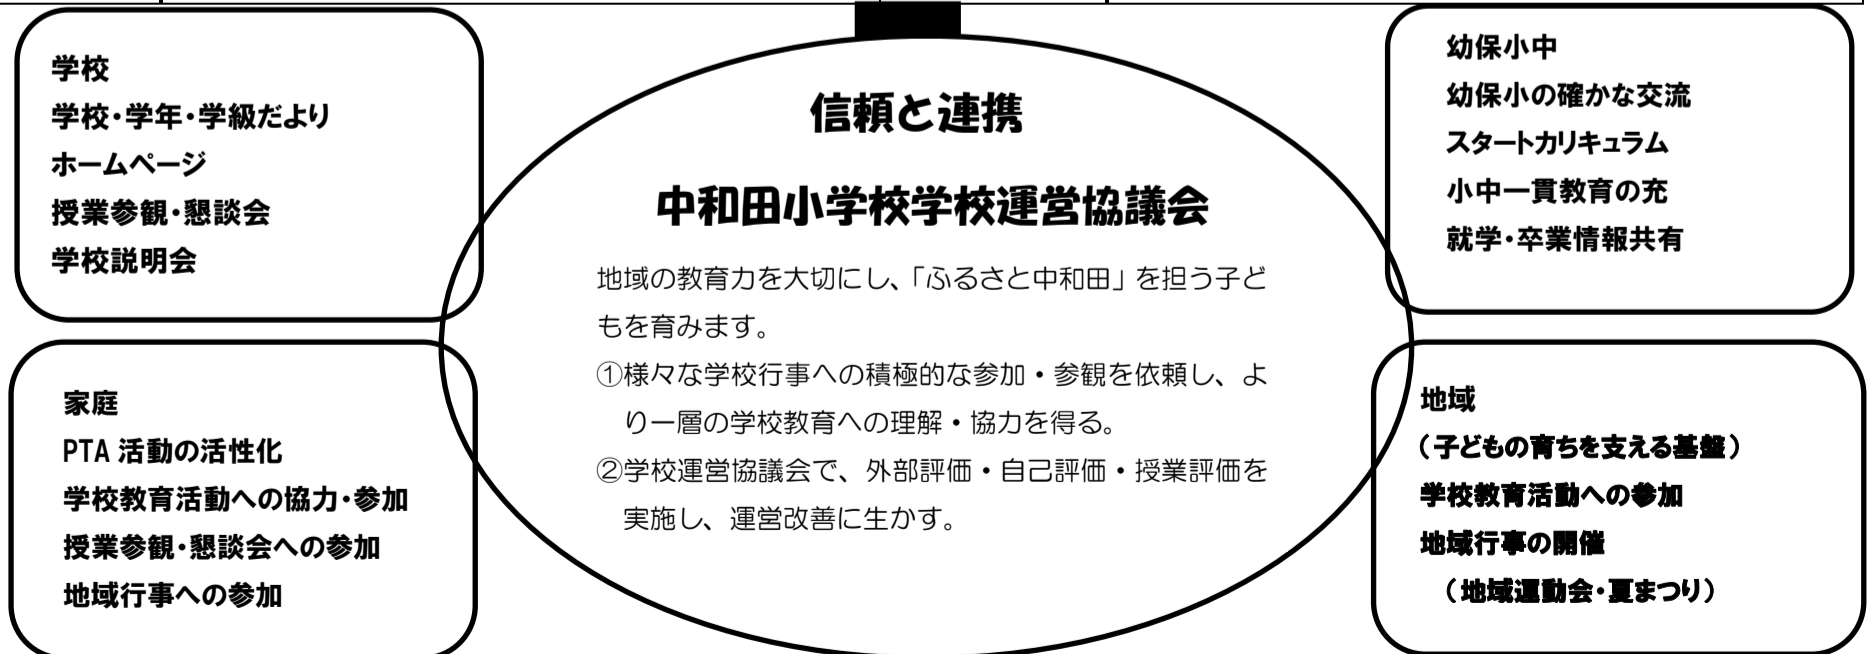 学校
学校・学年・学級だより
ホームページ
授業参観・懇談会
学校説明会
信頼と連携
中和田小学校学校運営協議会
地域の教育力を大切にし、「ふるさと中和田」を担う子ど
もを育みます。
①様々な学校行事への積極的な参加・参観を依頼し、よ
り一層の学校教育への理解・協力を得る。
②学校運営協議会で、外部評価・自己評価・授業評価を
実施し、運営改善に生かす。
幼保小中
幼保小の確かな交流
スタートカリキュラム
小中一貫教育の充
就学・卒業情報共有
家庭
PTA 活動の活性化
学校教育活動への協力・参加
授業参観・懇談会への参加
地域行事への参加
地域
（子どもの育ちを支える基盤）
学校教育活動への参加
地域行事の開催
（地域運動会・夏まつり）